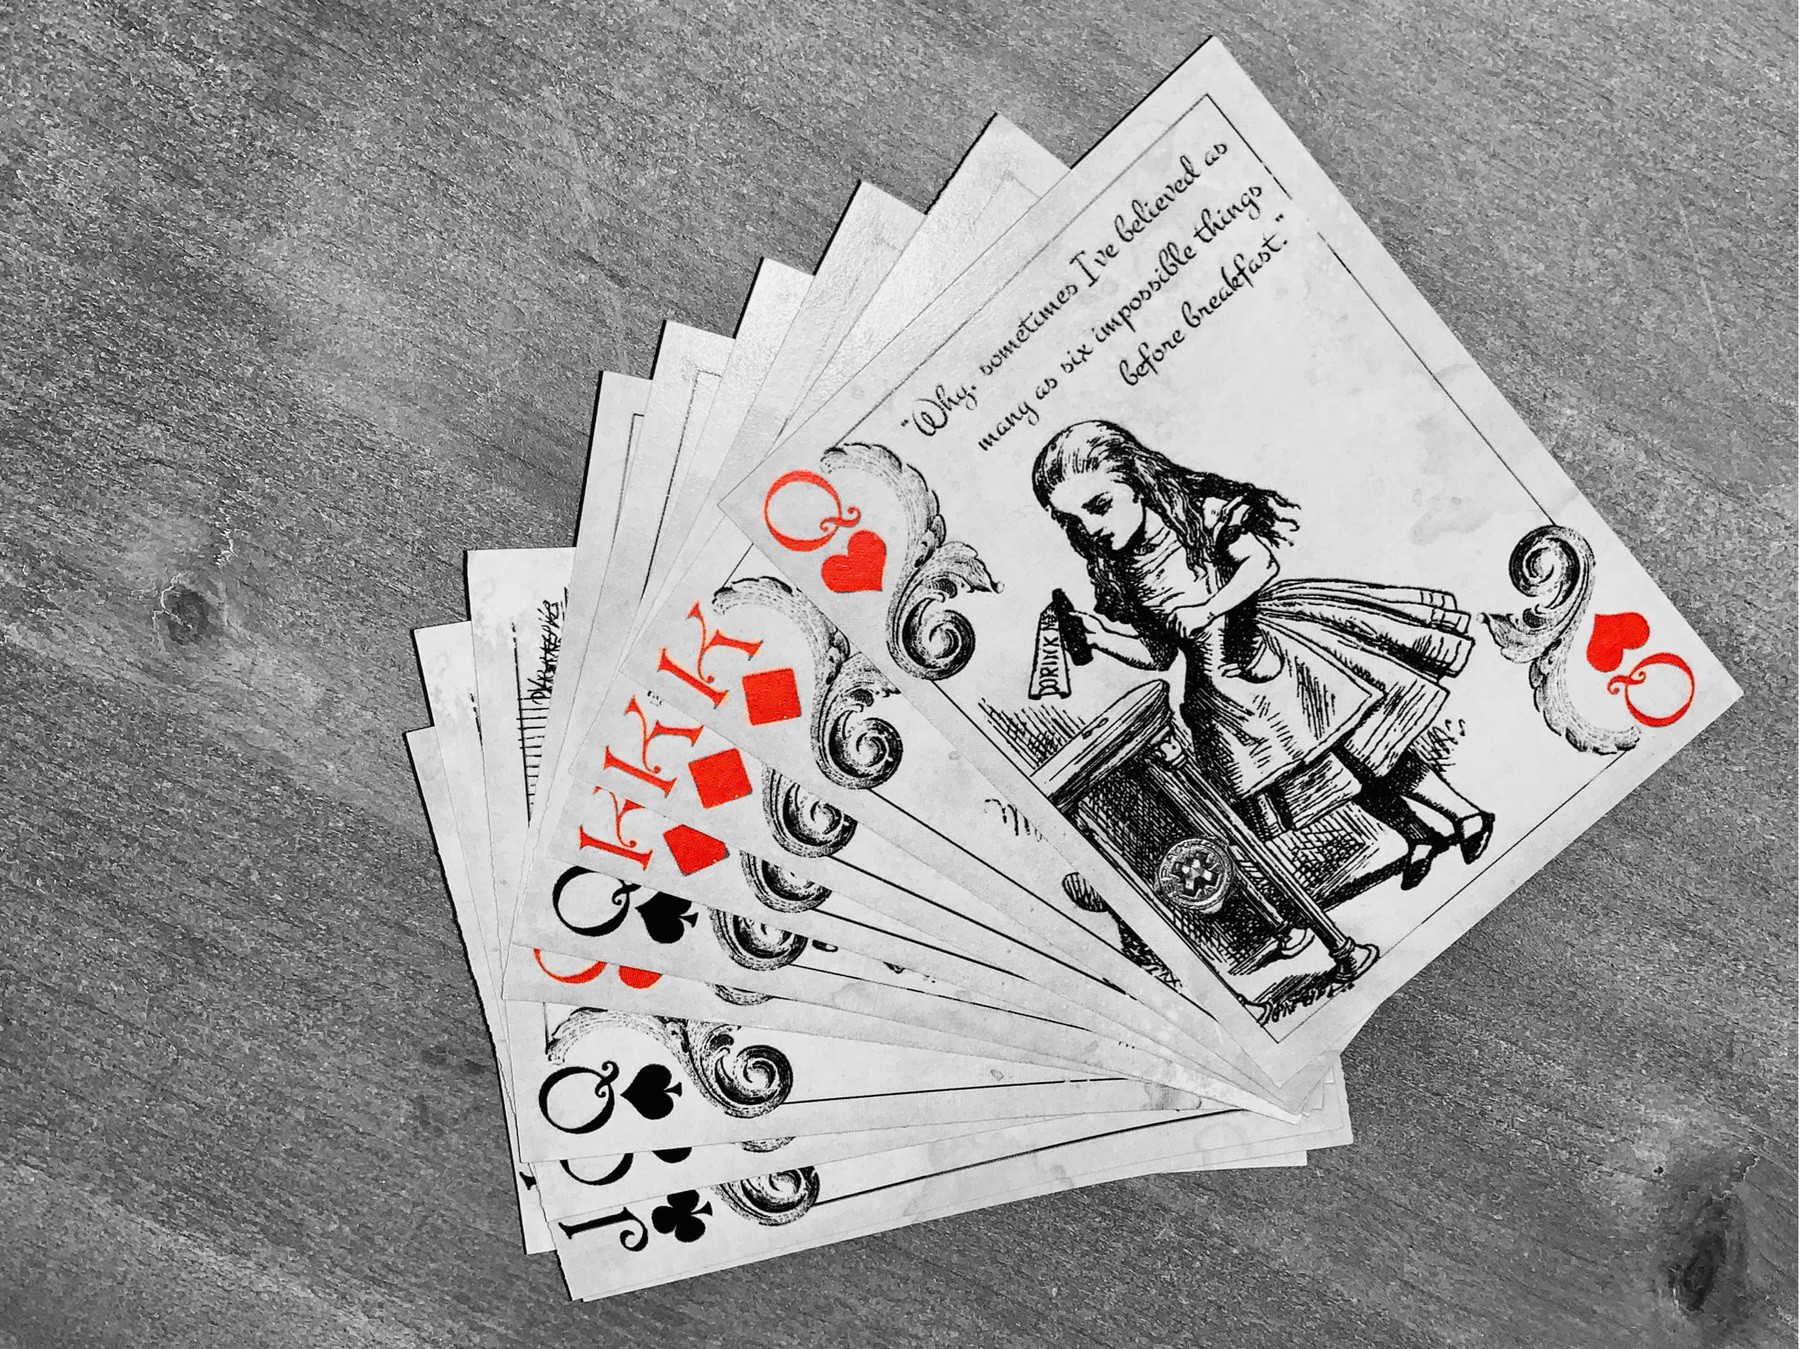 "Why, sometimes I've believed as
many as six impossible things
before breakfast."
Q
DRINK ME
Q
K
K
K
Q
Q
Q
J